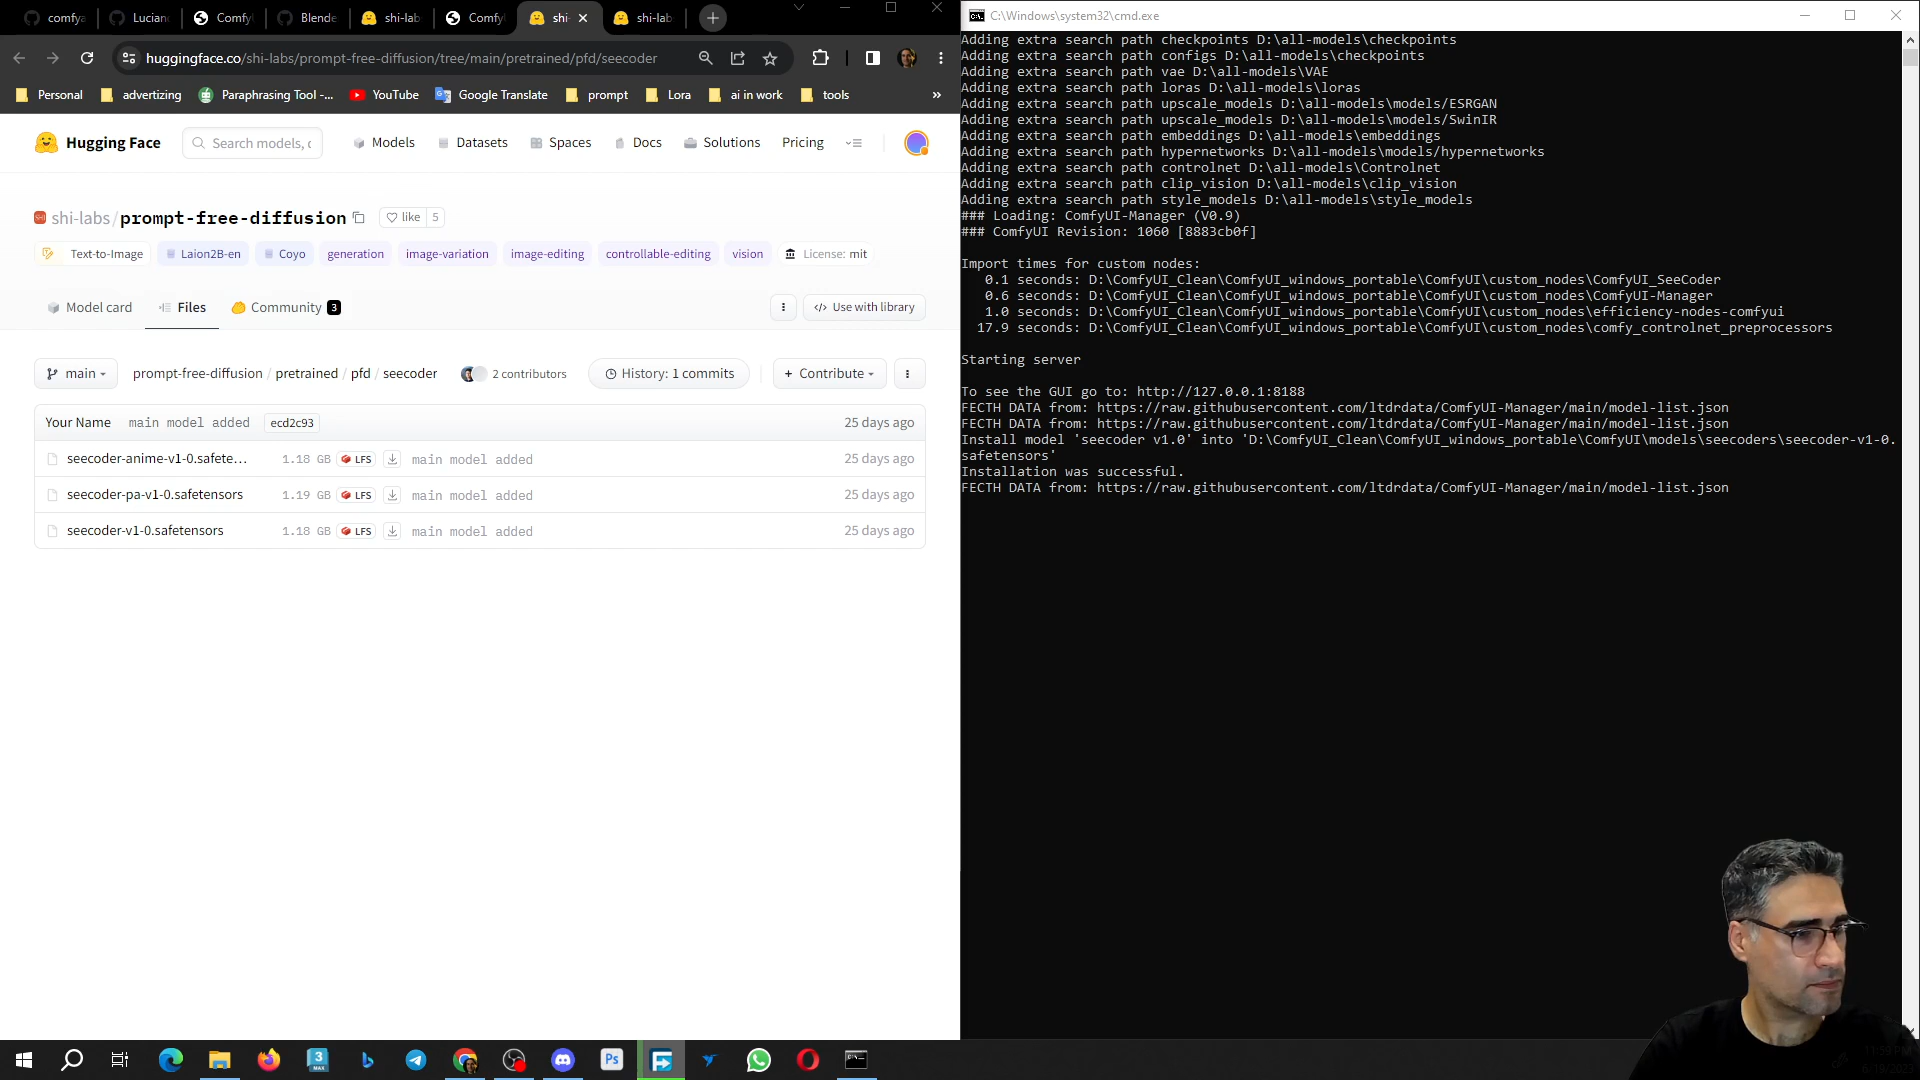 comfya
Lucian
Comfyu
Blende
shi-lab
Comfyu
shi-
shi-lab
huggingface.co/shi-labs/prompt-free-diffusion/tree/main/pretrained/pfd/seecoder
Personal
advertizing
Paraphrasing Tool -...
YouTube
Google Translate
prompt
Lora
ai in work
tools
»
Hugging Face
Search models, d
Models
Datasets
Spaces
Docs
Solutions
Pricing
shi-labs/prompt-free-diffusion
like 5
Text-to-Image
Laion2B-en
Coyo
generation
image-variation
image-editing
controllable-editing
vision
License: mit
Model card
Files
Community 3
</> Use with library
main
prompt-free-diffusion / pretrained / pfd / seecoder
2 contributors
History: 1 commits
+ Contribute
Your Name main model added ecd2c93 25 days ago
seecoder-anime-v1-0.safete... 1.18 GB LFS main model added 25 days ago
seecoder-pa-v1-0.safetensors 1.19 GB LFS main model added 25 days ago
seecoder-v1-0.safetensors 1.18 GB LFS main model added 25 days ago
C:\Windows\system32\cmd.exe
Adding extra search path checkpoints D:\all-models\checkpoints
Adding extra search path configs D:\all-models\checkpoints
Adding extra search path vae D:\all-models\VAE
Adding extra search path loras D:\all-models\loras
Adding extra search path upscale_models D:\all-models\models/ESRGAN
Adding extra search path upscale_models D:\all-models\models/SwinIR
Adding extra search path embeddings D:\all-models\embeddings
Adding extra search path hypernetworks D:\all-models\models/hypernetworks
Adding extra search path controlnet D:\all-models\Controlnet
Adding extra search path clip_vision D:\all-models\clip_vision
Adding extra search path style_models D:\all-models\style_models
### Loading: ComfyUI-Manager (V0.9)
### ComfyUI Revision: 1060 [8883cb0f]
Import times for custom nodes:
0.1 seconds: D:\ComfyUI_Clean\ComfyUI_windows_portable\ComfyUI\custom_nodes\ComfyUI_SeeCoder
0.6 seconds: D:\ComfyUI_Clean\ComfyUI_windows_portable\ComfyUI\custom_nodes\ComfyUI-Manager
1.0 seconds: D:\ComfyUI_Clean\ComfyUI_windows_portable\ComfyUI\custom_nodes\efficiency-nodes-comfyui
17.9 seconds: D:\ComfyUI_Clean\ComfyUI_windows_portable\ComfyUI\custom_nodes\comfy_controlnet_preprocessors
Starting server
To see the GUI go to: http://127.0.0.1:8188
FECTH DATA from: https://raw.githubusercontent.com/ltdrdata/ComfyUI-Manager/main/model-list.json
FECTH DATA from: https://raw.githubusercontent.com/ltdrdata/ComfyUI-Manager/main/model-list.json
Install model 'seecoder v1.0' into 'D:\ComfyUI_Clean\ComfyUI_windows_portable\ComfyUI\models\seecoders\seecoder-v1-0.
safetensors'
Installation was successful.
FECTH DATA from: https://raw.githubusercontent.com/ltdrdata/ComfyUI-Manager/main/model-list.json
3
MAX
Ps